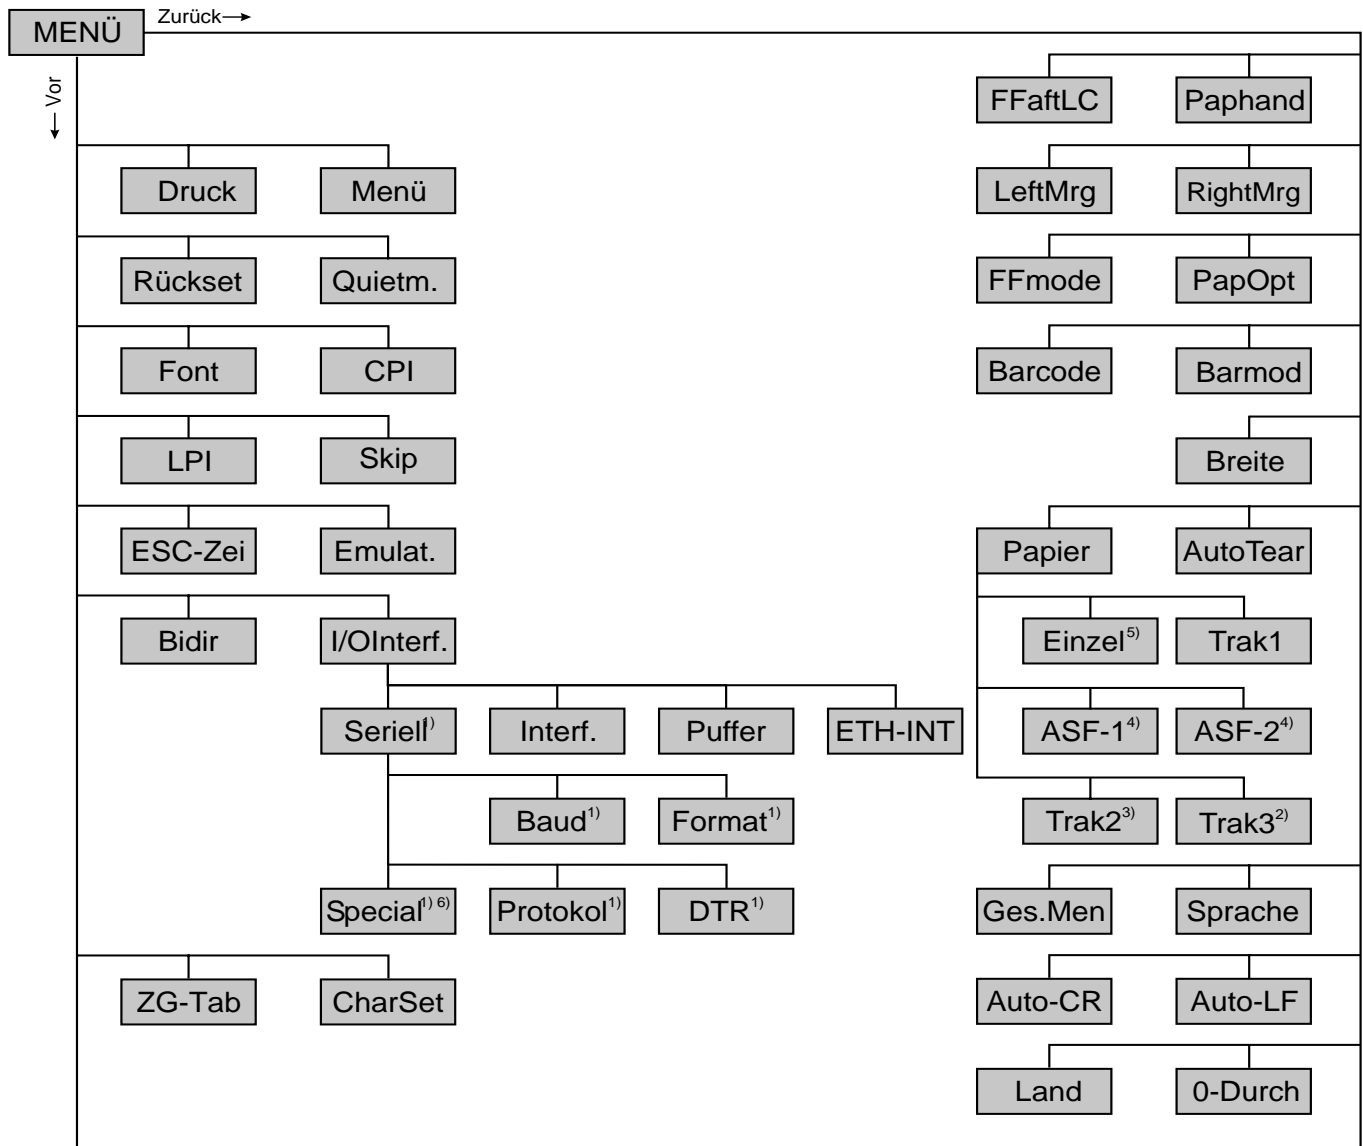 MENÜ
Zurück→
← Vor
FFaftLC Paphand
Druck Menü LeftMrg RightMrg
Rückset Quietm. FFmode PapOpt
Font CPI Barcode Barmod
LPI Skip Breite
ESC-Zei Emulat. Papier AutoTear
Bidir I/OInterf. Einzel5) Trak1
Seriell1) Interf. Puffer ETH-INT ASF-14) ASF-24)
Baud1) Format1) Trak23) Trak32)
Special1) 6) Protokol1) DTR1) Ges.Men Sprache
ZG-Tab CharSet Auto-CR Auto-LF
Land 0-Durch